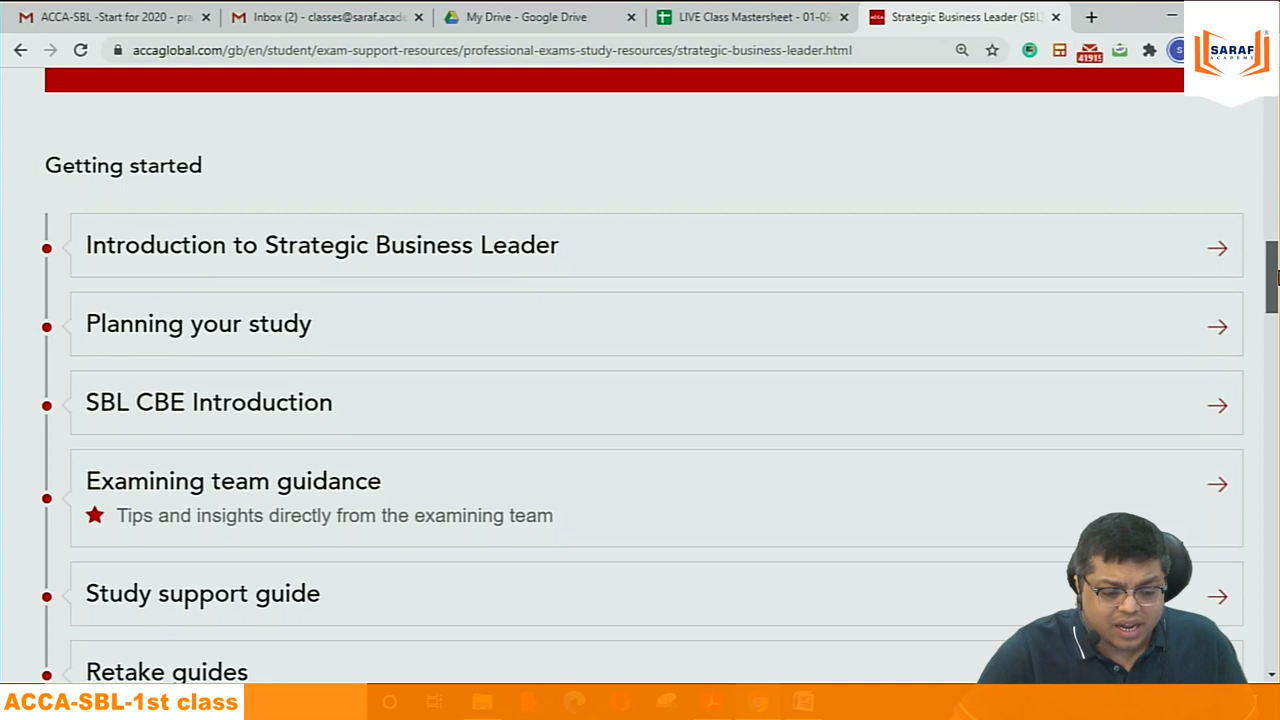 ACCA-SBL -Start for 2020 - pra
Inbox (2) - classes@saraf.acade
My Drive - Google Drive
LIVE Class Mastersheet - 01-09
Strategic Business Leader (SBL)
accaglobal.com/gb/en/student/exam-support-resources/professional-exams-study-resources/strategic-business-leader.html
41915
S
SARAF
ACADEMY
Getting started
Introduction to Strategic Business Leader
Planning your study
SBL CBE Introduction
Examining team guidance
Tips and insights directly from the examining team
Study support guide
Retake guides
ACCA-SBL-1st class